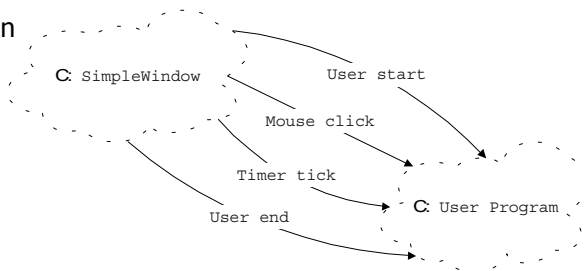 n
C: SimpleWindow
User start
Mouse click
Timer tick
C: User Program
User end